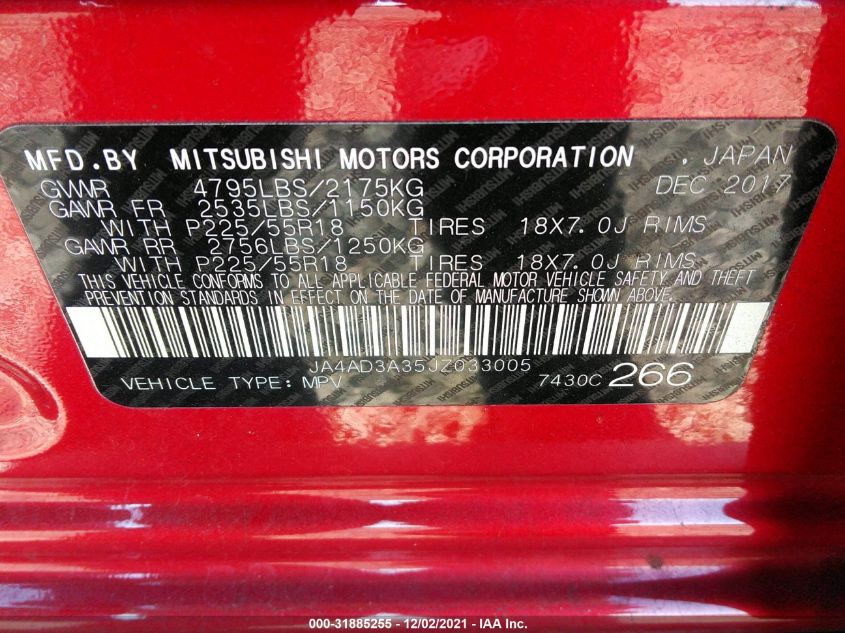 MFD.BY MITSUBISHI MOTORS CORPORATION . JAPAN
GVWR 4795LBS/2175KG DEC 2017
GAWR FR 2535LBS/1150KG
WITH P225/55R18 TIRES 18X7.0J RIMS
GAWR RR 2756LBS/1250KG
WITH P225/55R18 TIRES 18X7.0J RIMS
THIS VEHICLE CONFORMS TO ALL APPLICABLE FEDERAL MOTOR VEHICLE SAFETY AND THEFT
PREVENTION STANDARDS IN EFFECT ON THE DATE OF MANUFACTURE SHOWN ABOVE.
JA4AD3A35JZ033005
VEHICLE TYPE:MPV 7430C 266
000-31885255 - 12/02/2021 - IAA Inc.